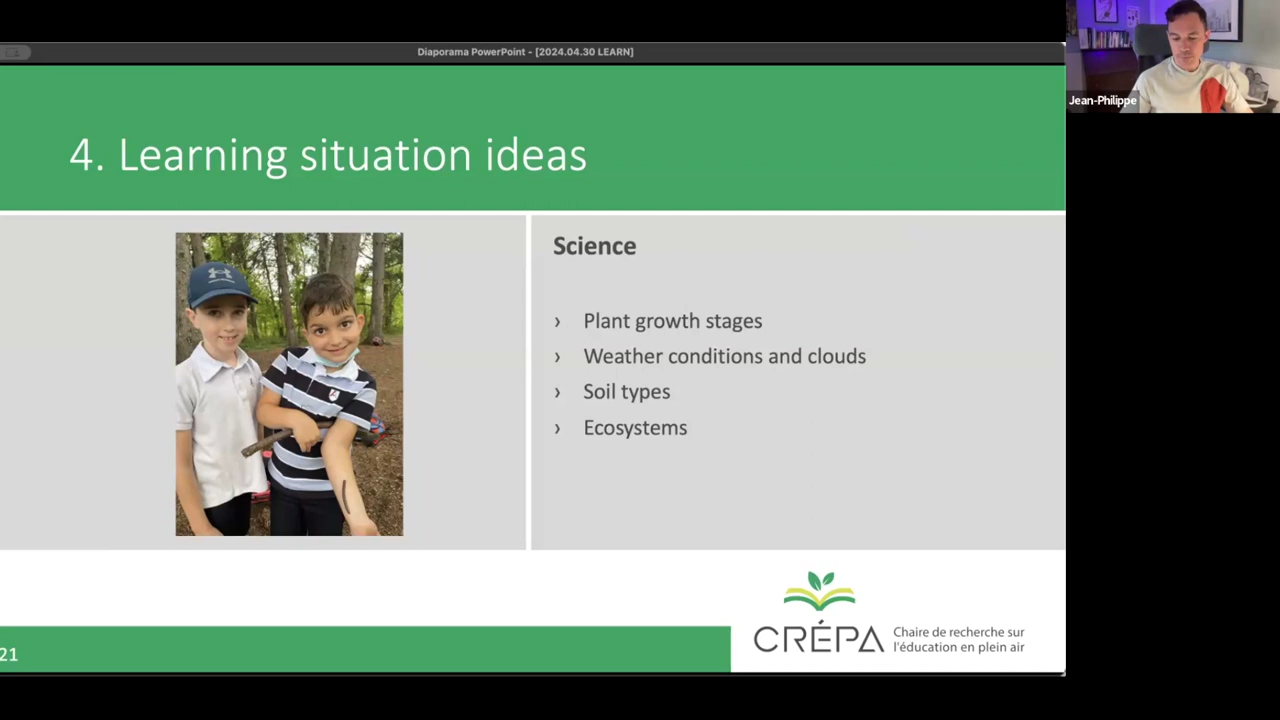 Diaporama PowerPoint - [2024.04.30 LEARN]
Jean-Philippe
4. Learning situation ideas
Science
› Plant growth stages
› Weather conditions and clouds
› Soil types
› Ecosystems
CRÉPA
Chaire de recherche sur
l'éducation en plein air
21